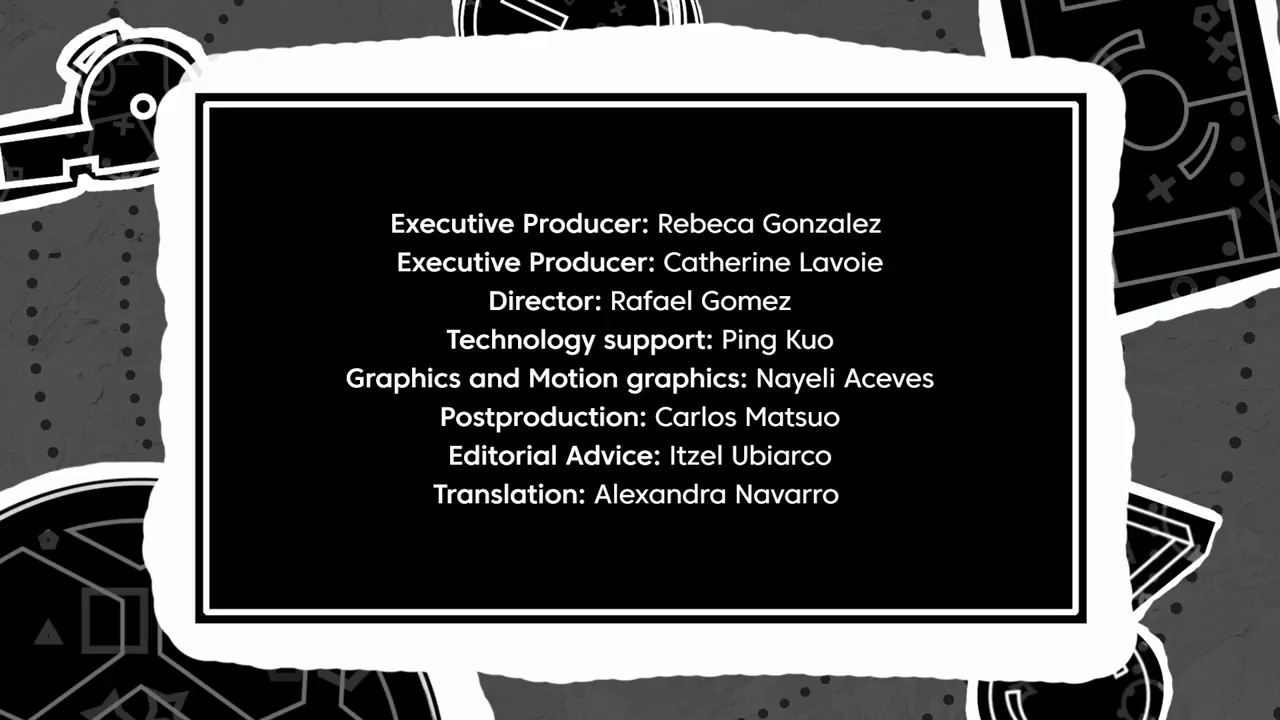 Executive Producer: Rebeca Gonzalez
Executive Producer: Catherine Lavoie
Director: Rafael Gomez
Technology support: Ping Kuo
Graphics and Motion graphics: Nayeli Aceves
Postproduction: Carlos Matsuo
Editorial Advice: Itzel Ubiarco
Translation: Alexandra Navarro